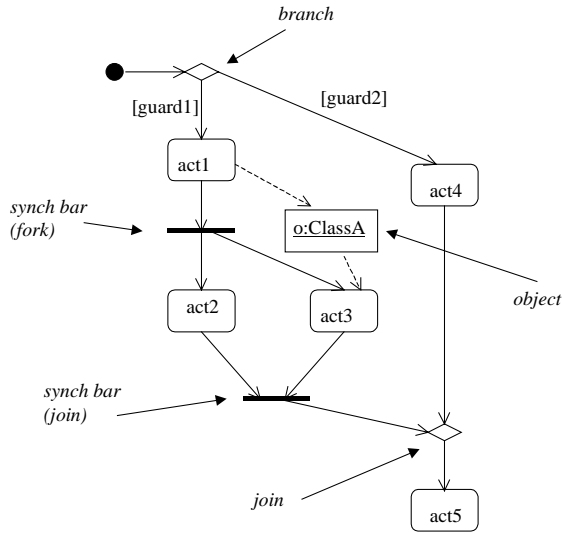 branch
[guard1]
[guard2]
act1
act4
synch bar
(fork)
o:ClassA
object
act2
act3
synch bar
(join)
join
act5